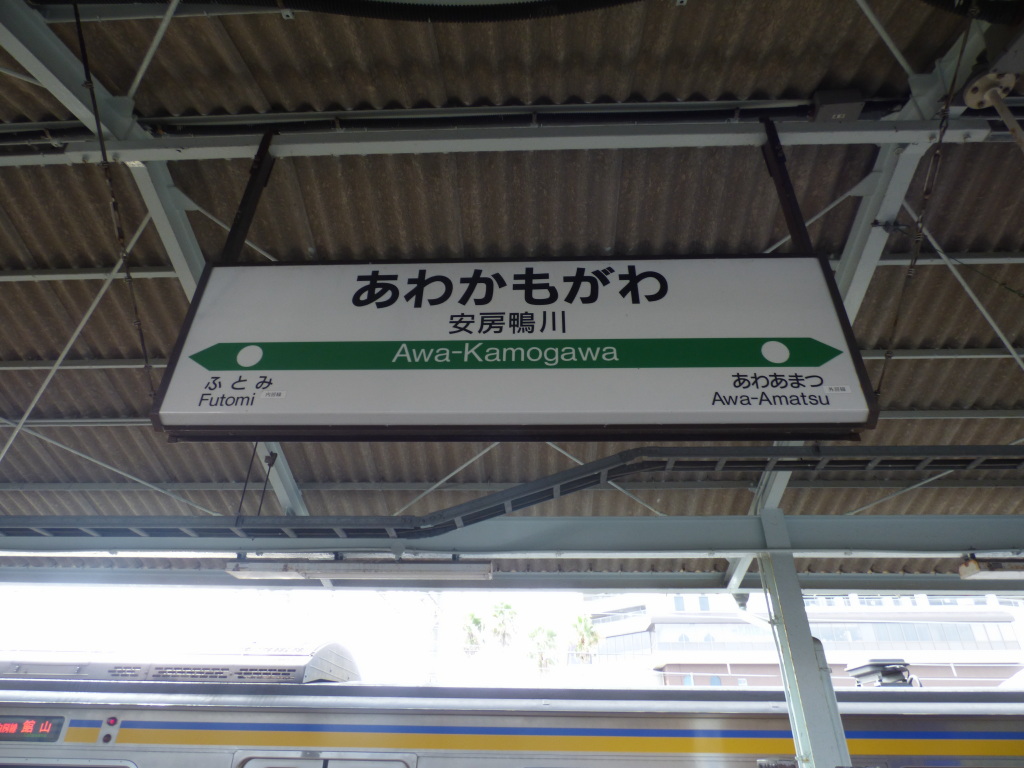 あわかもがわ
安房鴨川
Awa-Kamogawa
ふとみ
Futomi
あわあまつ
Awa-Amatsu
館山